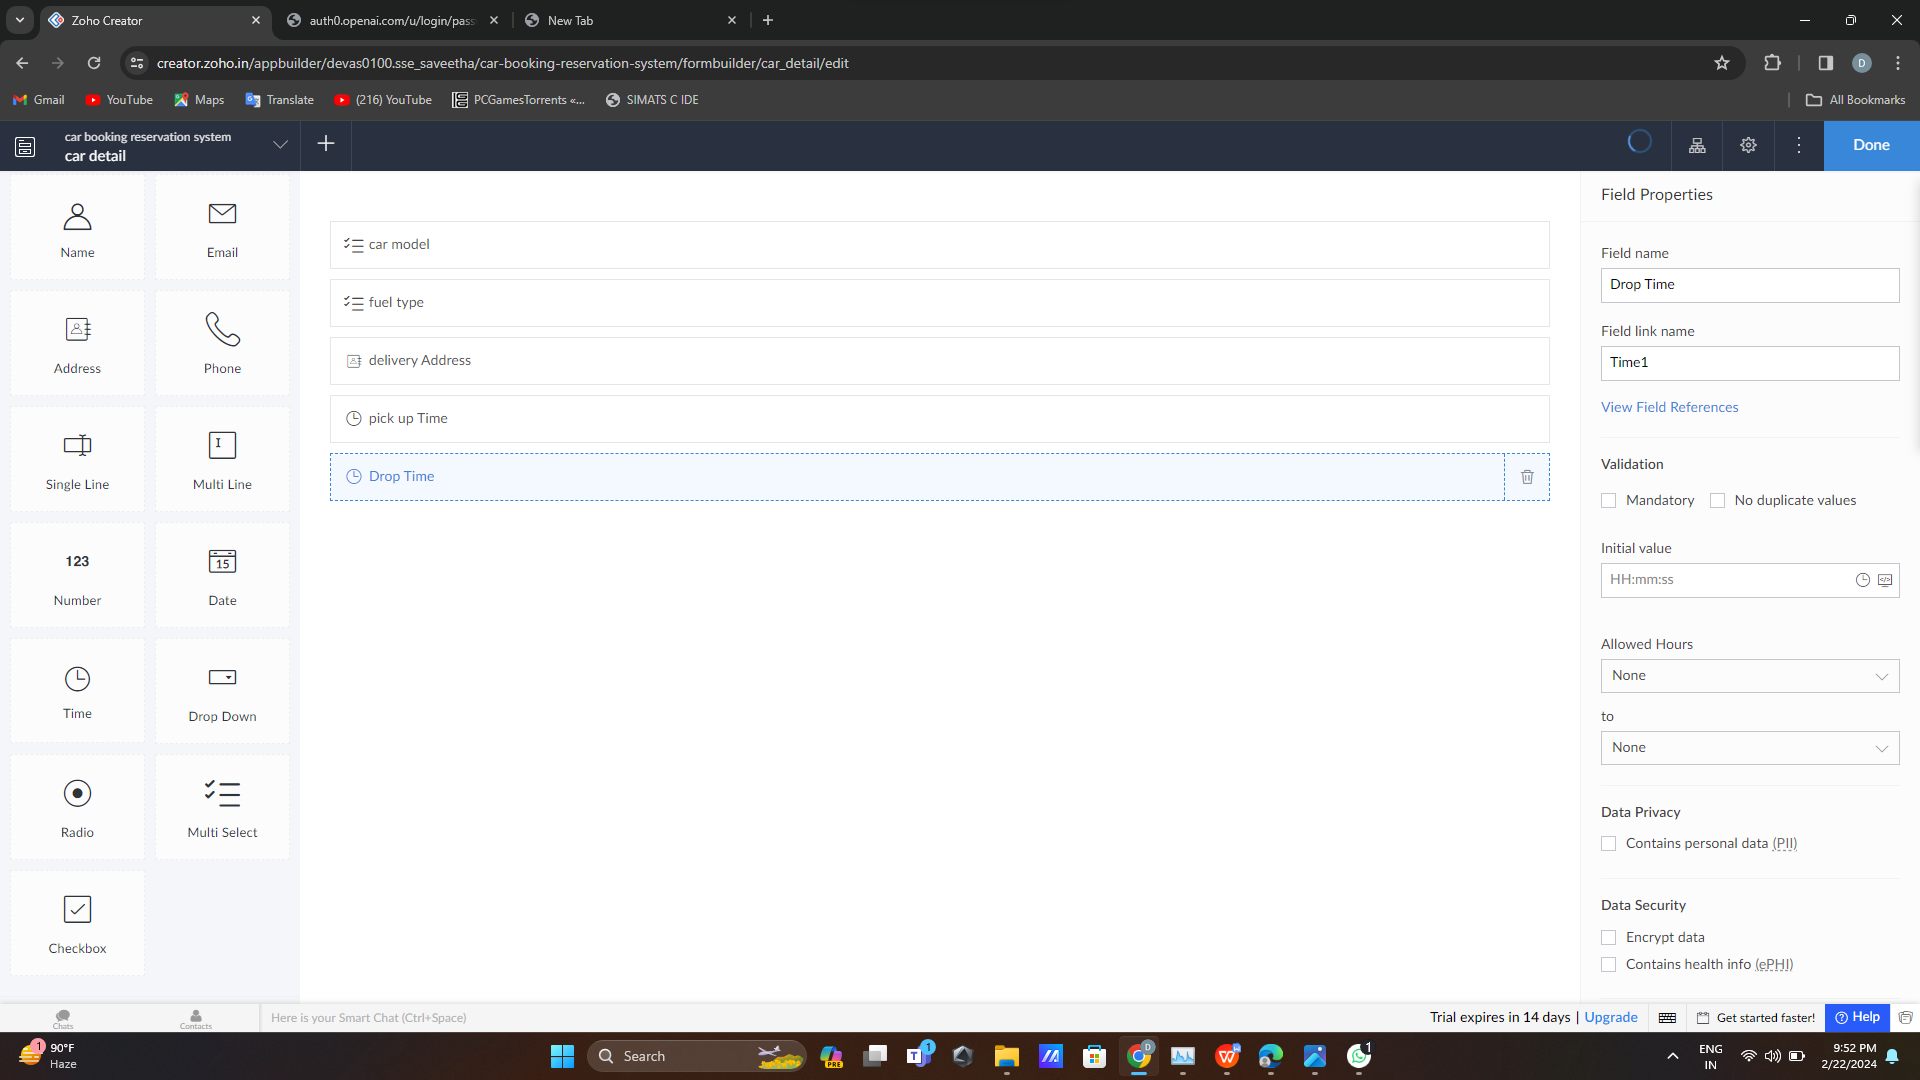 Zoho Creator
auth0.openai.com/u/login/pass
New Tab
creator.zoho.in/appbuilder/devas0100.sse_saveetha/car-booking-reservation-system/formbuilder/car_detail/edit
D
Gmail
YouTube
Maps
Translate
(216) YouTube
PCGamesTorrents «...
SIMATS C IDE
All Bookmarks
car booking reservation system
car detail
Done
Name
Email
Address
Phone
Single Line
Multi Line
123
Number
15
Date
Time
Drop Down
Radio
Multi Select
Checkbox
car model
fuel type
delivery Address
pick up Time
Drop Time
Field Properties
Field name
Drop Time
Field link name
Time1
View Field References
Validation
Mandatory
No duplicate values
Initial value
HH:mm:ss
Allowed Hours
None
to
None
Data Privacy
Contains personal data (PII)
Data Security
Encrypt data
Contains health info (ePHI)
Chats
Contacts
Here is your Smart Chat (Ctrl+Space)
Trial expires in 14 days | Upgrade
Get started faster!
Help
1
90°F
Haze
Search
PRE
1
D
1
ENG
IN
9:52 PM
2/22/2024